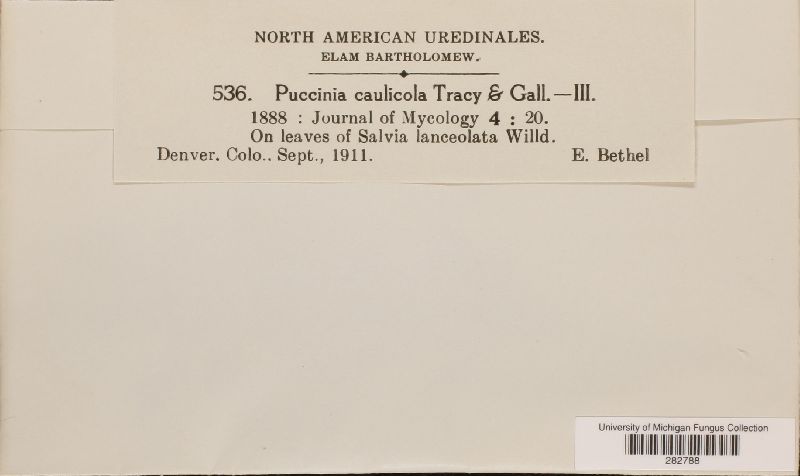 NORTH AMERICAN UREDINALES.
ELAM BARTHOLOMEW.
536. Puccinia caulicola Tracy & Gall.—III.
1888 : Journal of Mycology 4 : 20.
On leaves of Salvia lanceolata Willd.
Denver. Colo.. Sept., 1911. E. Bethel
University of Michigan Fungus Collection
282788